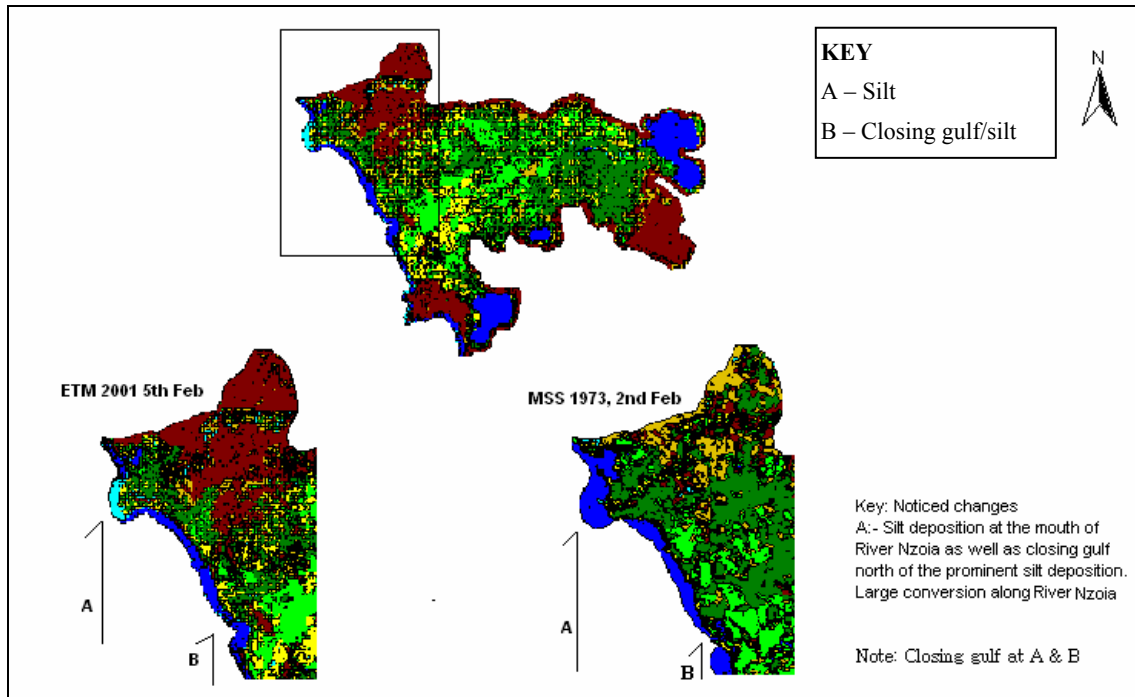 KEY
A – Silt
B – Closing gulf/silt
N
ETM 2001 5th Feb
MSS 1973, 2nd Feb
A
B
A
B
Key: Noticed changes
A:- Silt deposition at the mouth of
River Nzoia as well as closing gulf
north of the prominent silt deposition.
Large conversion along River Nzoia
Note: Closing gulf at A & B